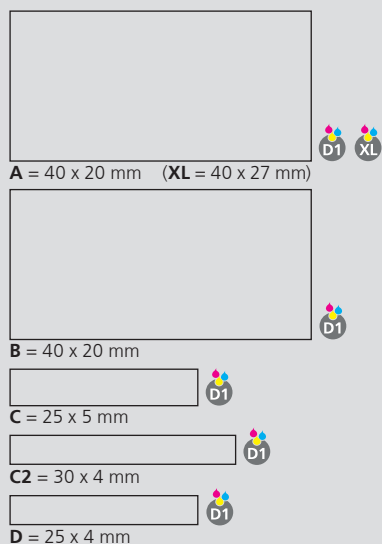 D1 XL
A = 40 x 20 mm (XL = 40 x 27 mm)
D1
B = 40 x 20 mm
D1
C = 25 x 5 mm
D1
C2 = 30 x 4 mm
D1
D = 25 x 4 mm